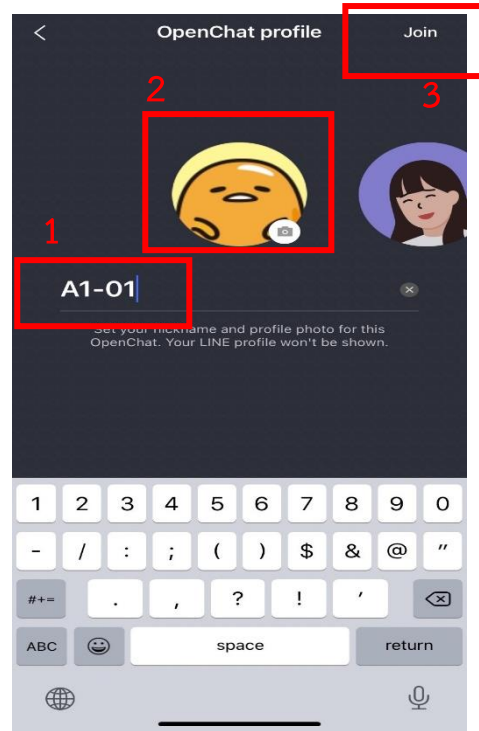 OpenChat profile
Join
2
3
1
A1-01
Set your nickname and profile photo for this
OpenChat. Your LINE profile won't be shown.
1 2 3 4 5 6 7 8 9 0
- / : ; ( ) $ & @ "
#+= . , ? ! '
ABC space return